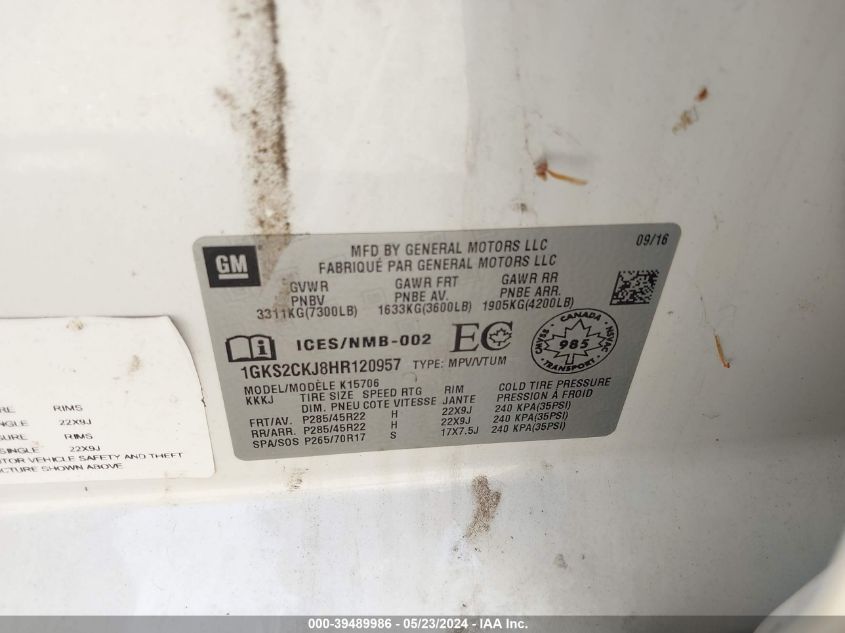 GM
MFD BY GENERAL MOTORS LLC
FABRIQUÉ PAR GENERAL MOTORS LLC
09/16
GVWR GAWR FRT GAWR RR
PNBV PNBE AV. PNBE ARR.
3311KG(7300LB) 1633KG(3600LB) 1905KG(4200LB)
ICES/NMB-002 EC
CANADA
CMVSS 985 NSVAC
TRANSPORT
1GKS2CKJ8HR120957 TYPE: MPV/VTUM
MODEL/MODÈLE K15706
KKKJ TIRE SIZE SPEED RTG RIM COLD TIRE PRESSURE
DIM. PNEU COTE VITESSE JANTE PRESSION À FROID
FRT/AV. P285/45R22 H 22X9J 240 KPA(35PSI)
RR/ARR. P285/45R22 H 22X9J 240 KPA(35PSI)
SPA/SOS P265/70R17 S 17X7.5J 240 KPA(35PSI)
RIMS
22X9J
RIMS
SINGLE 22X9J
MOTOR VEHICLE SAFETY AND THEFT
SHOWN ABOVE
000-39489986 - 05/23/2024 - IAA Inc.